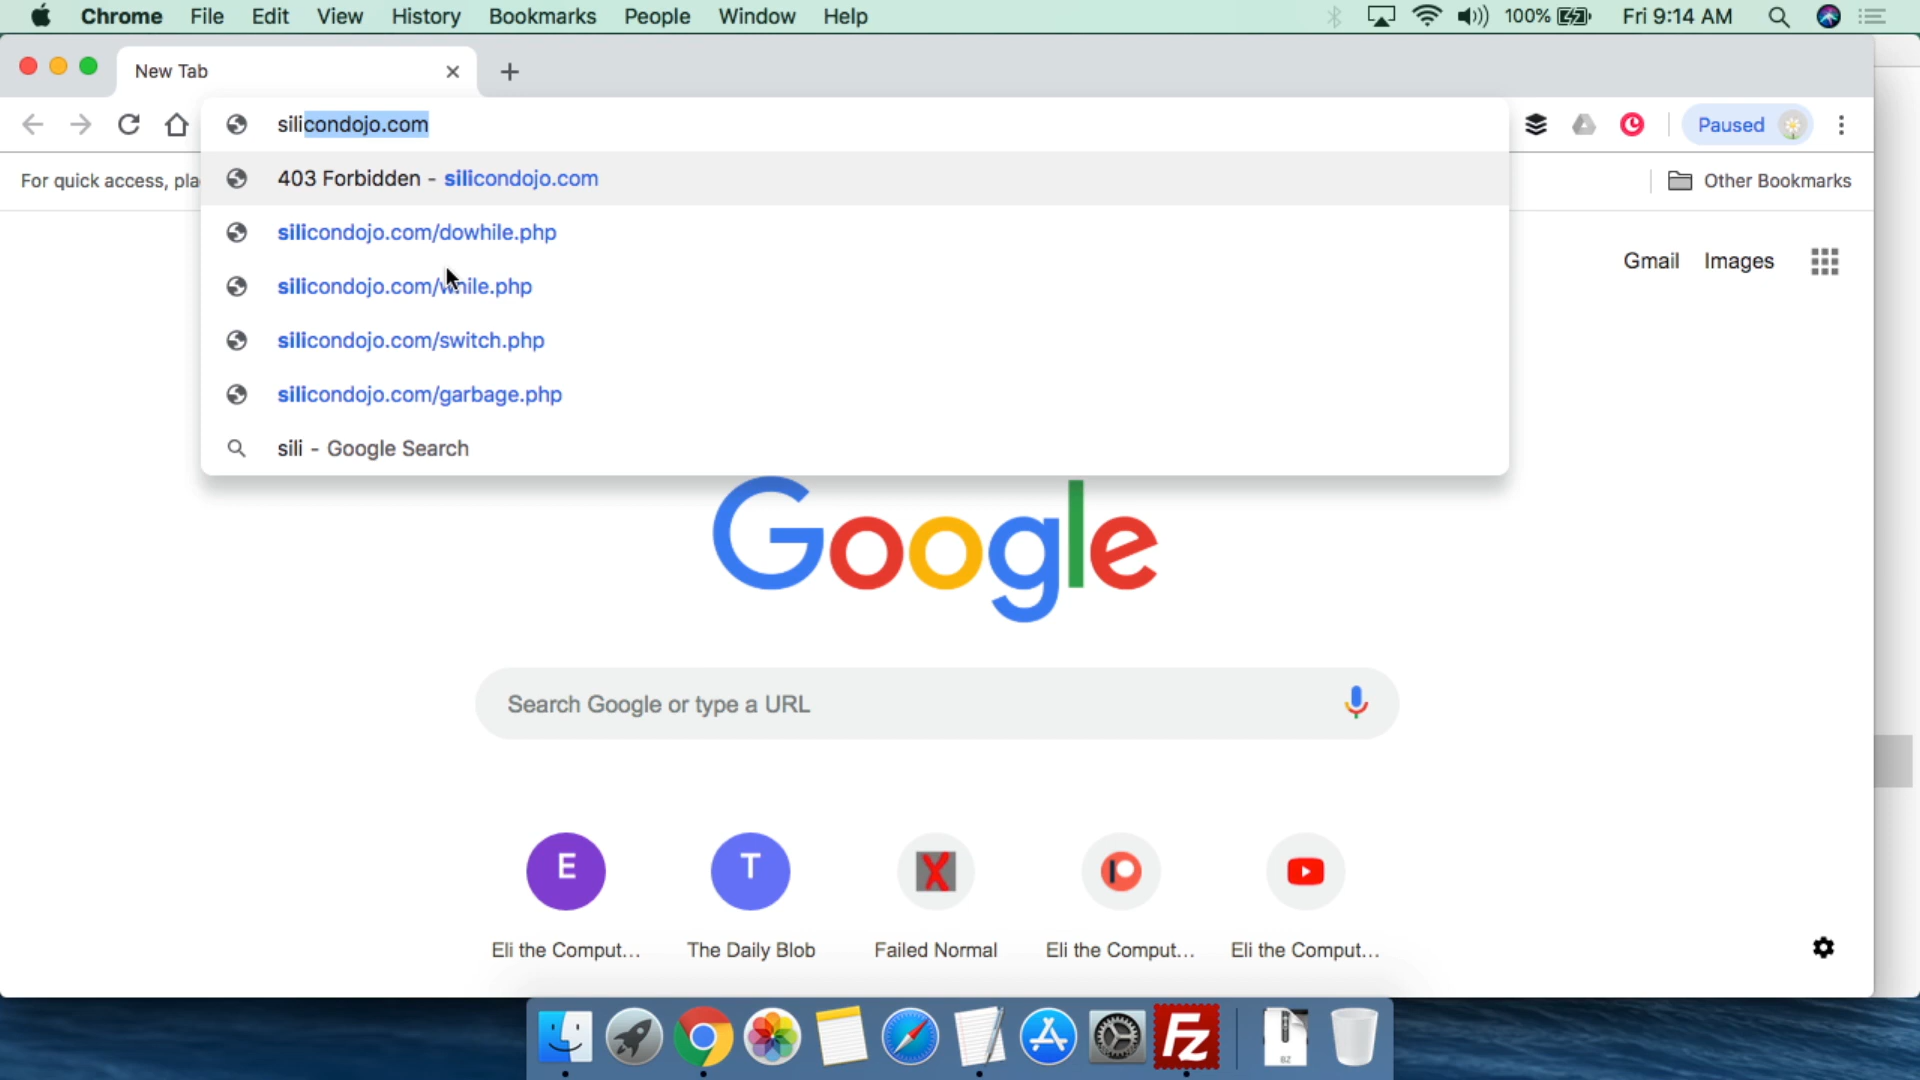 Chrome File Edit View History Bookmarks People Window Help 100% Fri 9:14 AM
New Tab
silicondojo.com
Paused
For quick access, pla
403 Forbidden - silicondojo.com
Other Bookmarks
silicondojo.com/dowhile.php
Gmail Images
silicondojo.com/while.php
silicondojo.com/switch.php
silicondojo.com/garbage.php
sili - Google Search
Google
Search Google or type a URL
E T X
Eli the Comput... The Daily Blob Failed Normal Eli the Comput... Eli the Comput...
FZ
BZ